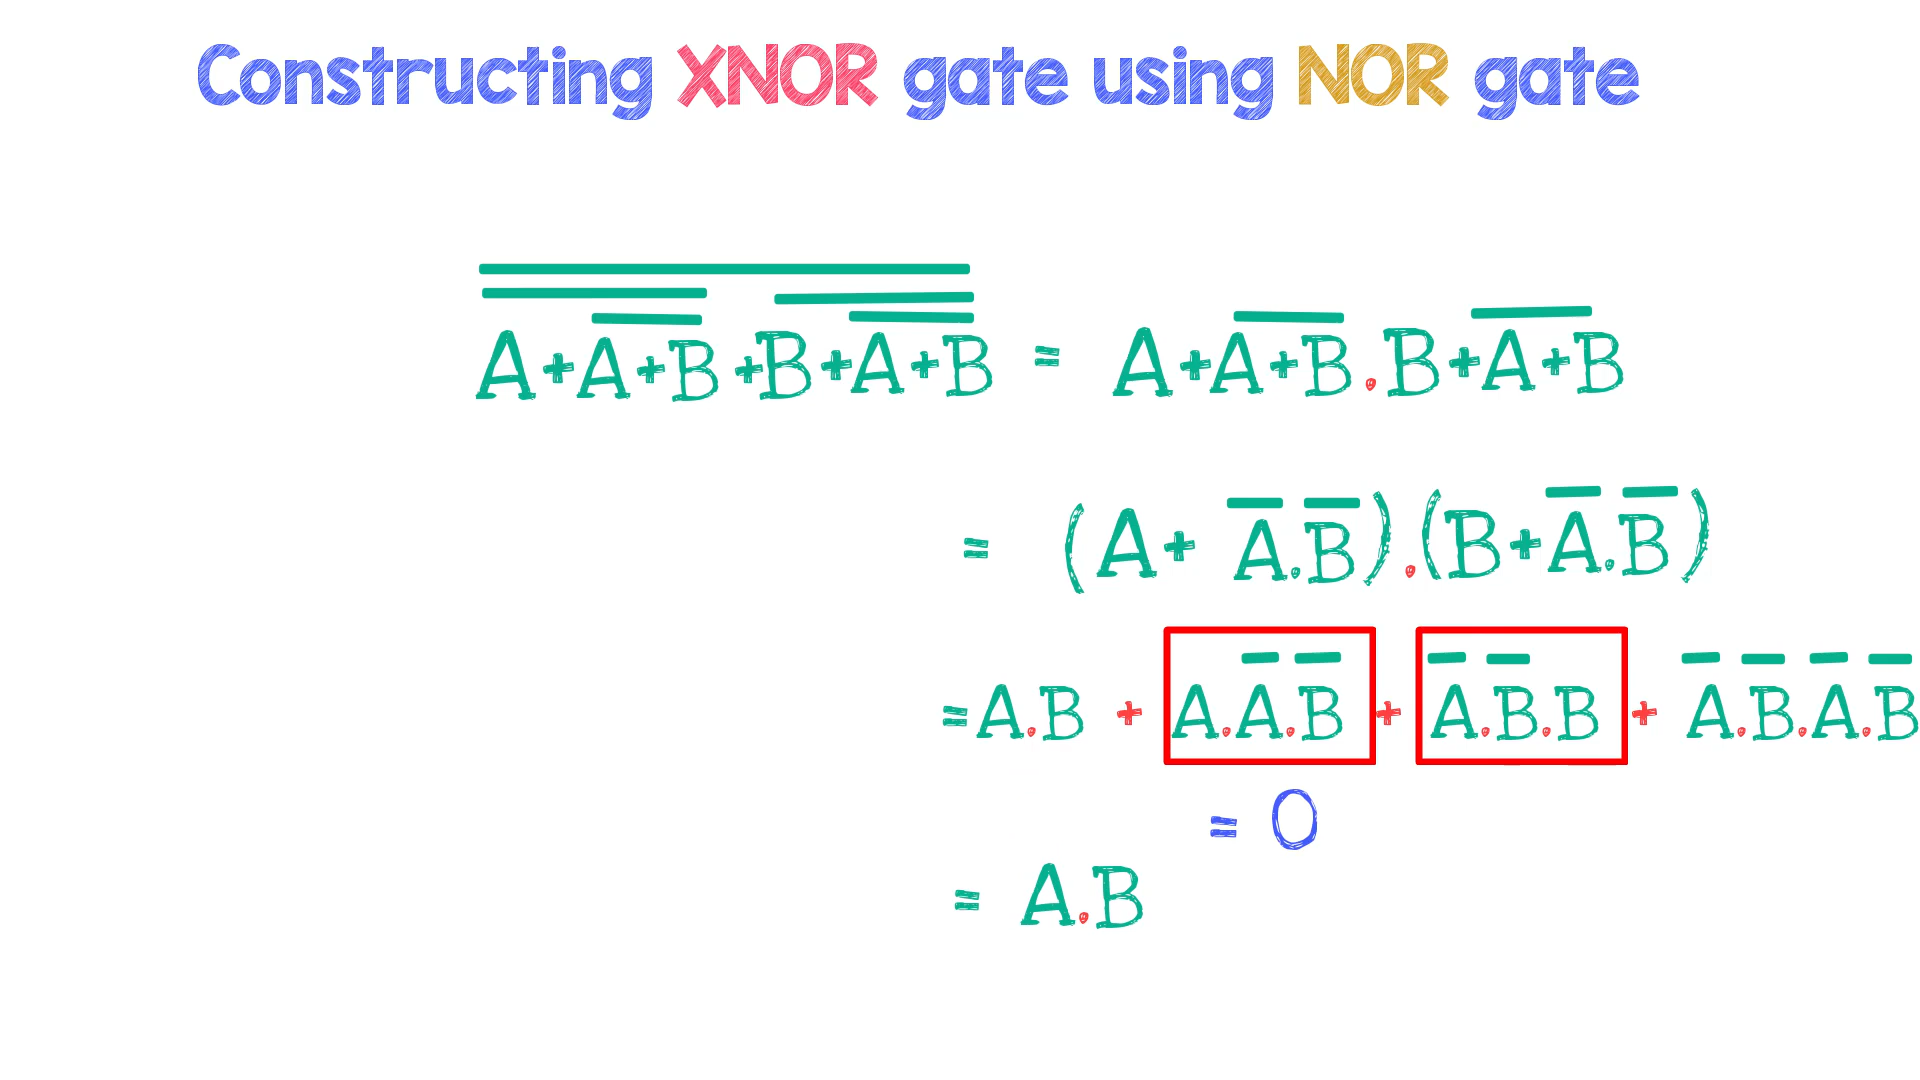 Constructing XNOR gate using NOR gate
A+A+B+B+A+B = A+A+B.B+A+B
= (A+ A̅.B̅).(B+A̅.B̅)
=A.B + A.A̅.B̅ + A̅.B̅.B + A̅.B̅.A̅.B̅
= 0
= A.B